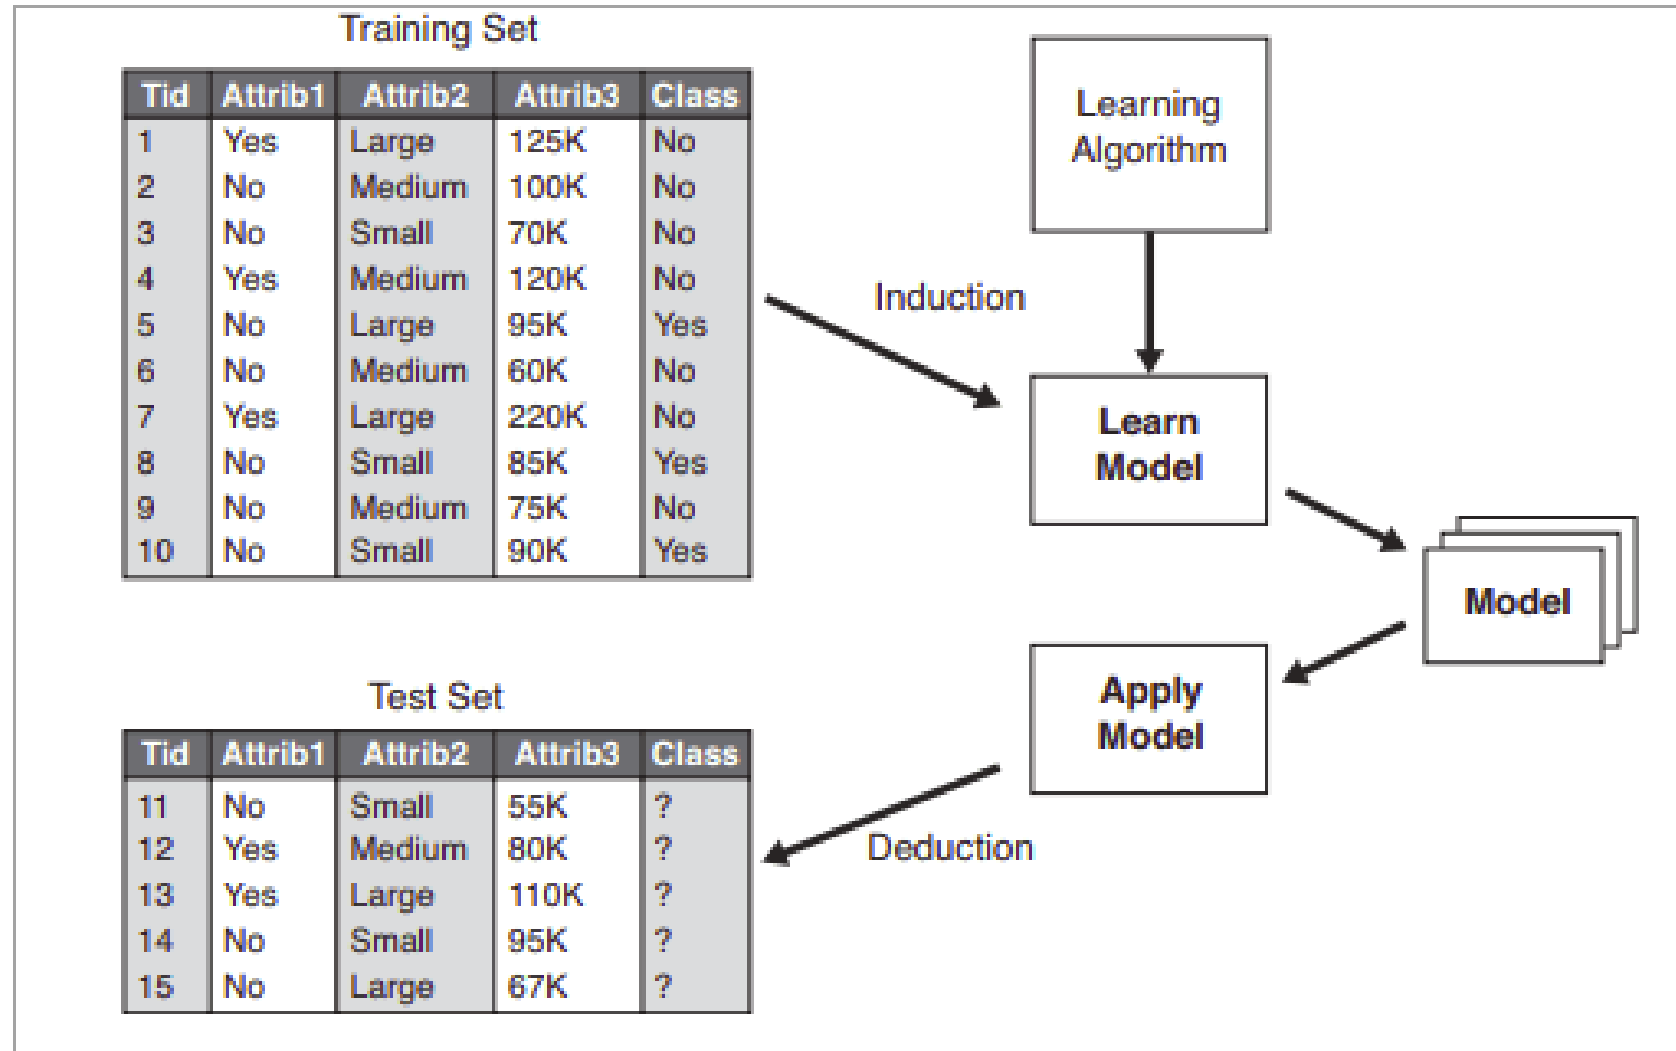 Training Set
Tid Attrib1 Attrib2 Attrib3 Class
1 Yes Large 125K No
2 No Medium 100K No
3 No Small 70K No
4 Yes Medium 120K No
5 No Large 95K Yes
6 No Medium 60K No
7 Yes Large 220K No
8 No Small 85K Yes
9 No Medium 75K No
10 No Small 90K Yes
Learning
Algorithm
Induction
Learn
Model
Model
Apply
Model
Deduction
Test Set
Tid Attrib1 Attrib2 Attrib3 Class
11 No Small 55K ?
12 Yes Medium 80K ?
13 Yes Large 110K ?
14 No Small 95K ?
15 No Large 67K ?